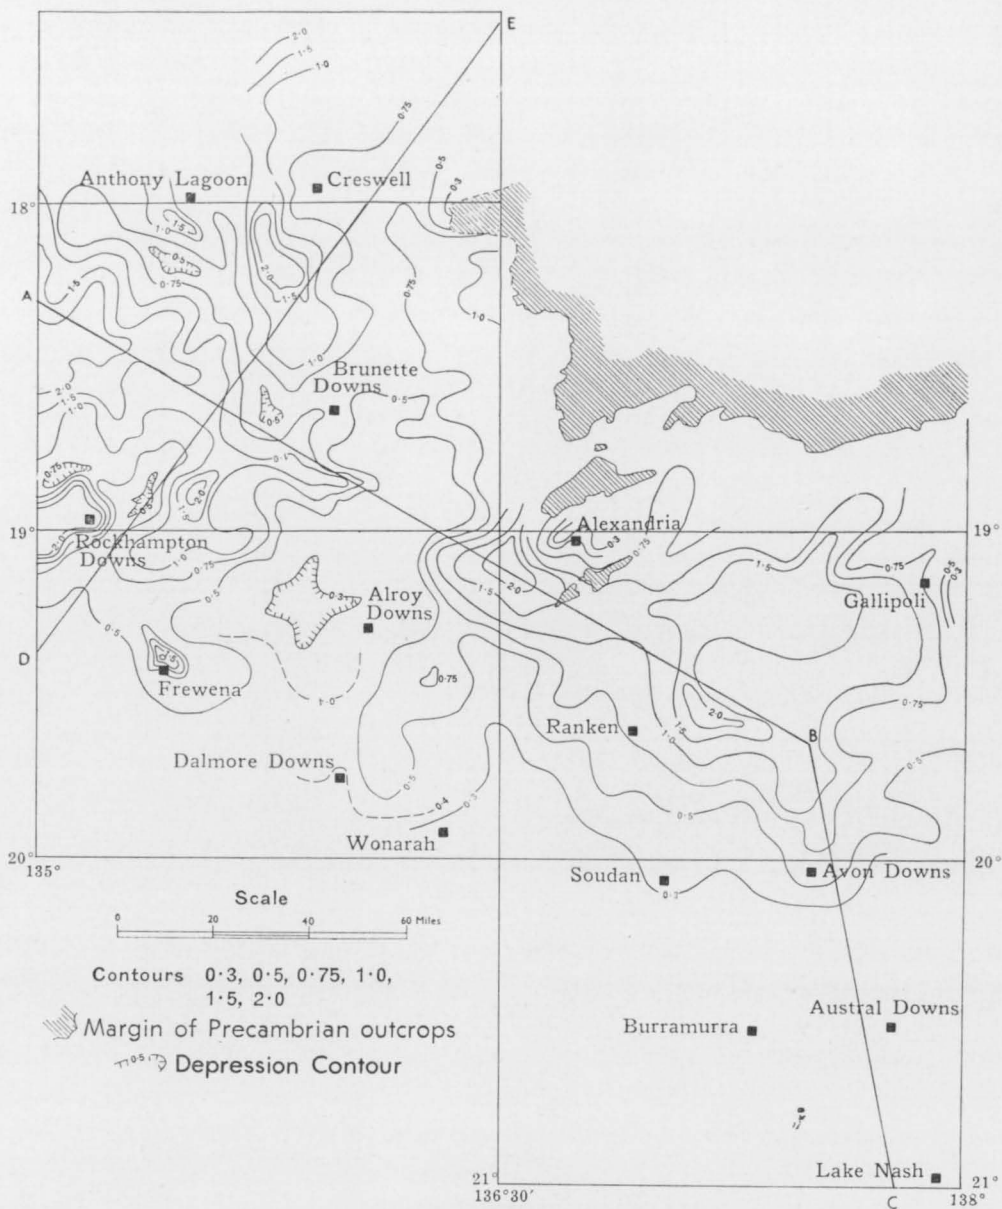 E
2·0
1·5
1·0
0·75
0·5
0·3
Anthony Lagoon
Creswell
18°
1·5
1·0
0·5
2·0
0·75
0·75
A
1·5
0·75
1·5
1·0
1·0
Brunette
Downs
2·0
1·5
1·0
0·5
0·5
0·75
2·0
19°
19°
Alexandria
0·3
0·75
Rockhampton
Downs
2·0
1·0
0·75
1·5
2·0
1·5
0·75
0·5
0·3
Gallipoli
0·3
Alroy
Downs
0·5
0·5
0·5
D
0·75
0·75
Frewena
0·4
Ranken
2·0
1·5
1·0
B
Dalmore Downs
0·5
0·5
0·5
0·4
0·3
Wonarah
20°
20°
135°
Soudan
Avon Downs
Scale
0 20 40 60 Miles
Contours 0·3, 0·5, 0·75, 1·0,
1·5, 2·0
Margin of Precambrian outcrops
0·5 Depression Contour
Austral Downs
Burramurra
Lake Nash
21°
21°
136°30'
C
138°